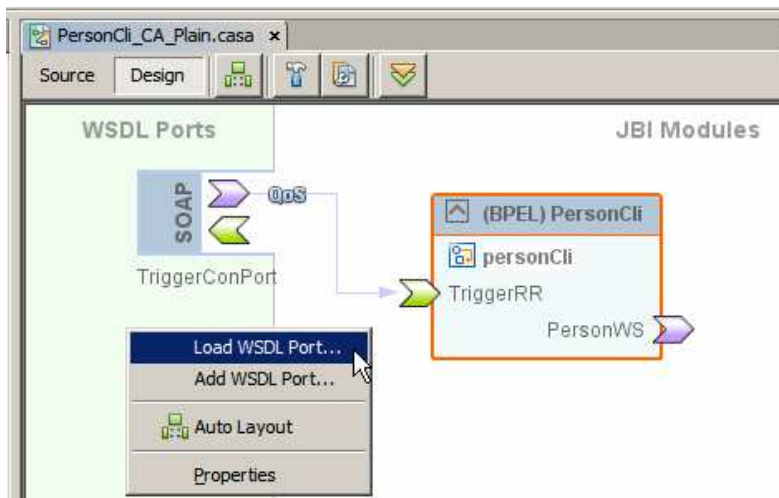 PersonCli_CA_Plain.casa ×
Source Design
WSDL Ports
JBI Modules
SOAP
QoS
TriggerConPort
(BPEL) PersonCli
personCli
TriggerRR
PersonWS
Load WSDL Port...
Add WSDL Port...
Auto Layout
Properties